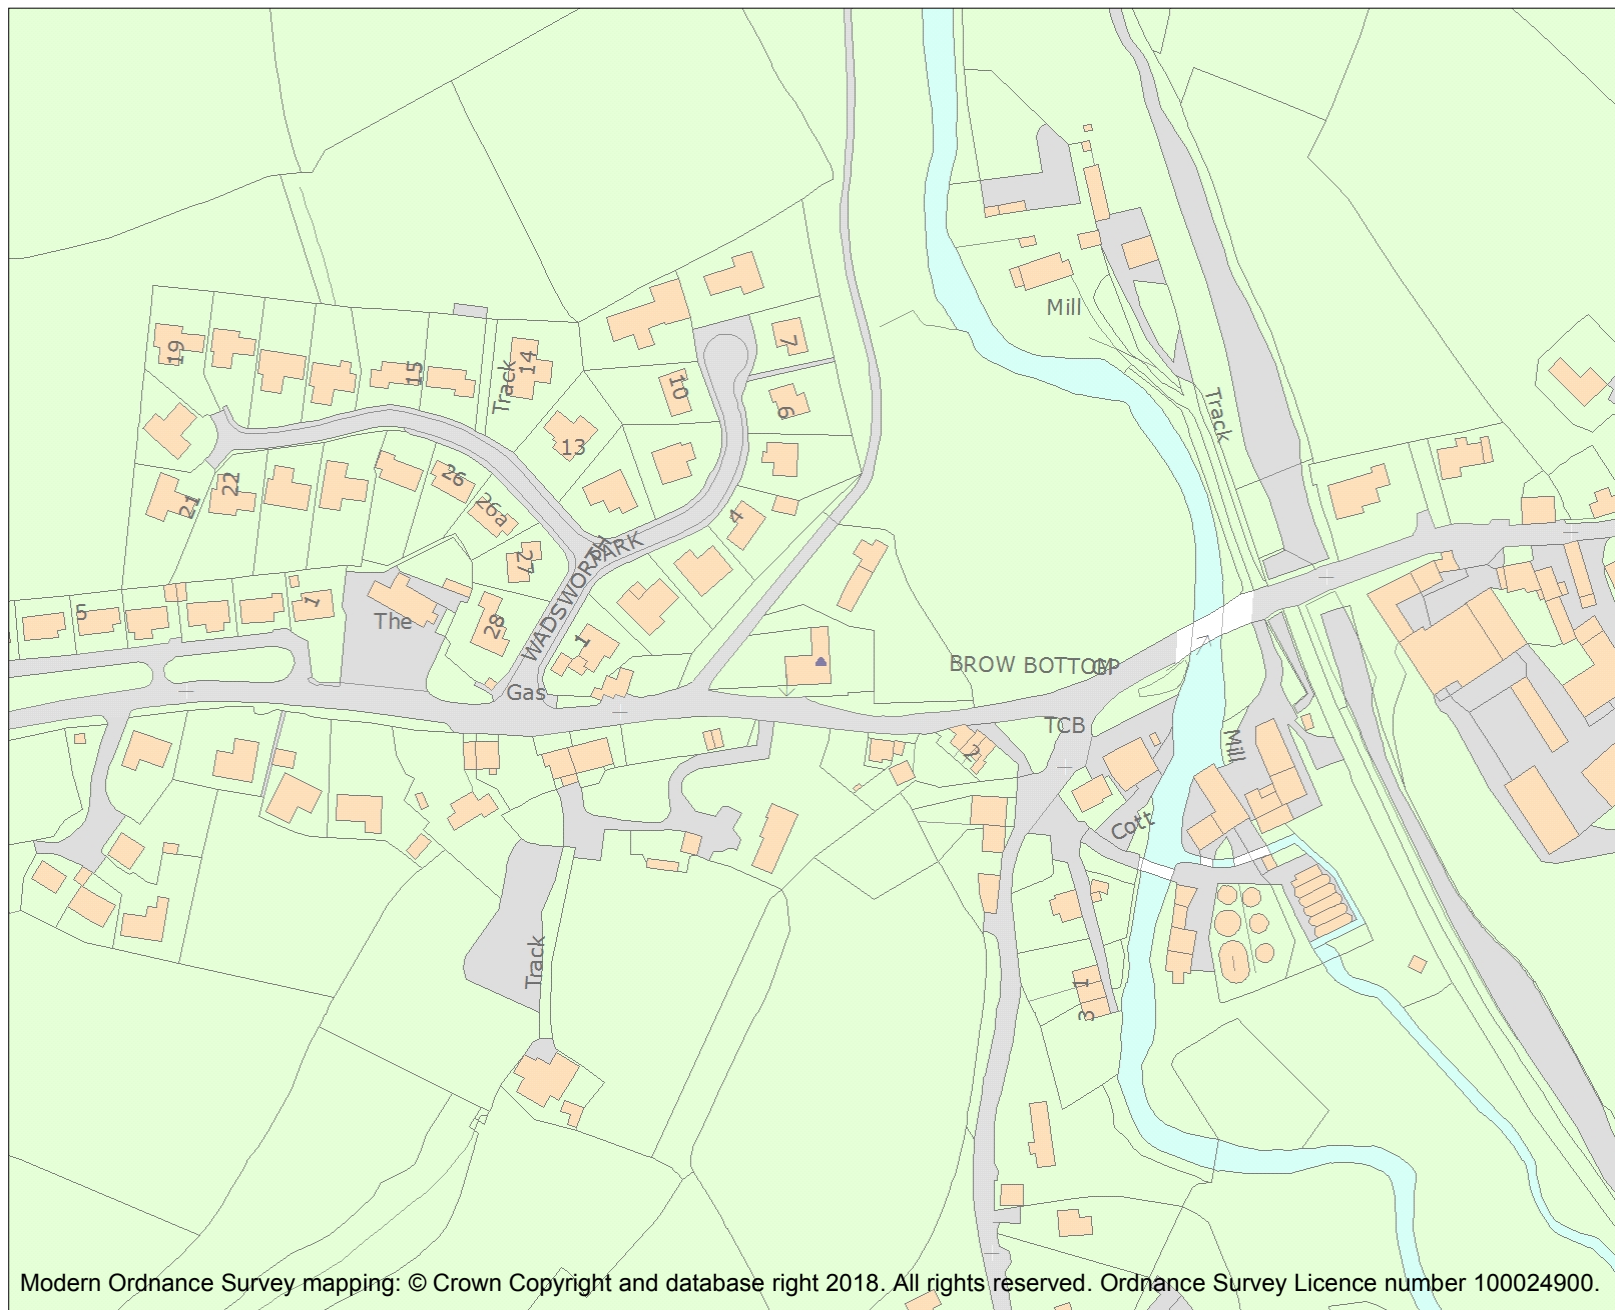 Mill
19
15
Track
14
7
10
6
Track
13
26
22
21
26a
4
27
PARK
WADSWORTH
5
1
The
28
1
BROW BOTTOM
GP
Gas
TCB
2
Mill
Cott
Track
1
3
Modern Ordnance Survey mapping: © Crown Copyright and database right 2018. All rights reserved. Ordnance Survey Licence number 100024900.